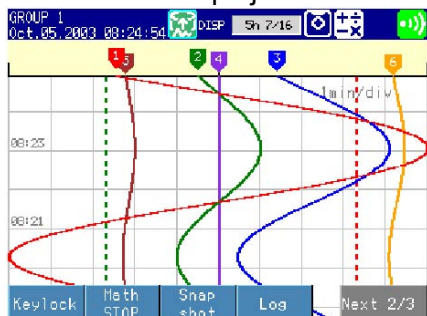 GROUP 1
Oct.05.2003 08:24:54 DISP 5h 7/16
1 5 2 4 3 6
1min/div
08:23
08:21
Keylock Math STOP Snap shot Log Next 2/3